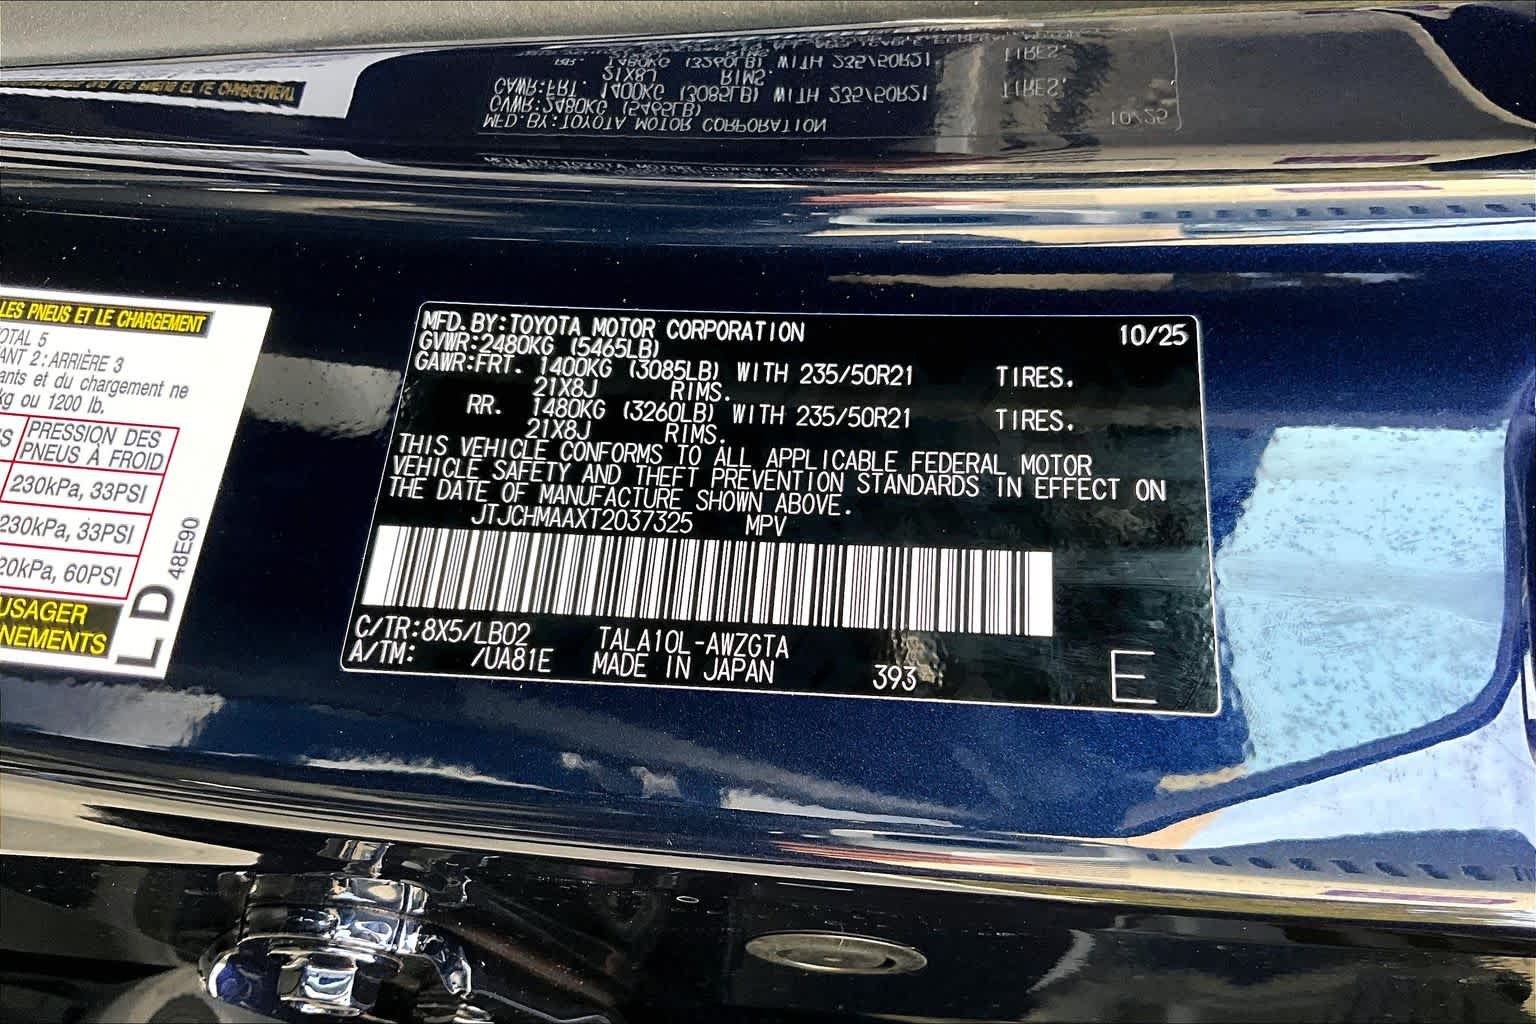 LES PNEUS ET LE CHARGEMENT
OTAL 5
ANT 2:ARRIÈRE 3
ants et du chargement ne
kg ou 1200 lb.
S PRESSION DES
PNEUS À FROID
230kPa, 33PSI
230kPa, 33PSI
20kPa, 60PSI
USAGER
NEMENTS
LD
48E90
MFD.BY:TOYOTA MOTOR CORPORATION 10/25
GVWR:2480KG (5465LB)
GAWR:FRT. 1400KG (3085LB) WITH 235/50R21 TIRES.
21X8J RIMS.
RR. 1480KG (3260LB) WITH 235/50R21 TIRES.
21X8J RIMS.
THIS VEHICLE CONFORMS TO ALL APPLICABLE FEDERAL MOTOR
VEHICLE SAFETY AND THEFT PREVENTION STANDARDS IN EFFECT ON
THE DATE OF MANUFACTURE SHOWN ABOVE.
JTJCHMAAXT2037325 MPV
C/TR:8X5/LB02 TALA10L-AWZGTA
A/TM: /UA81E MADE IN JAPAN 393
E